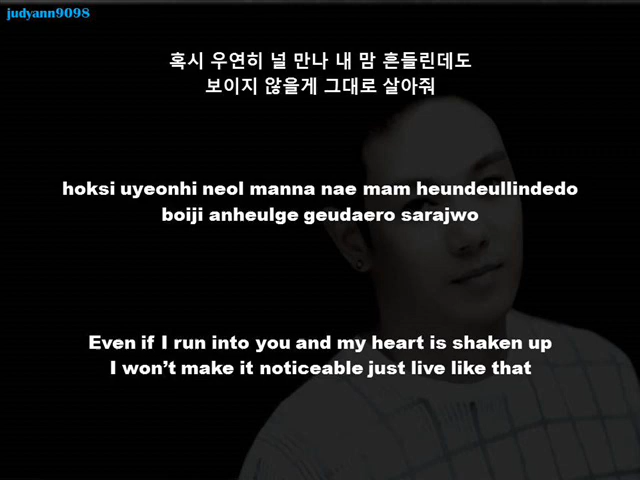 judyann9098
혹시 우연히 널 만나 내 맘 흔들린데도
보이지 않을게 그대로 살아줘
hoksi uyeonhi neol manna nae mam heundeullindedo
boiji anheulge geudaero sarajwo
Even if I run into you and my heart is shaken up
I won’t make it noticeable just live like that